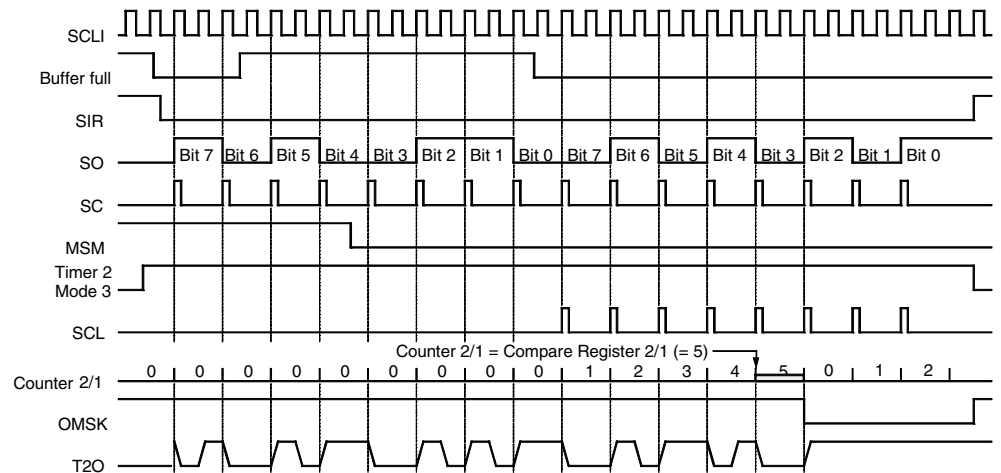 SCLI
Buffer full
SIR
SO Bit 7 Bit 6 Bit 5 Bit 4 Bit 3 Bit 2 Bit 1 Bit 0 Bit 7 Bit 6 Bit 5 Bit 4 Bit 3 Bit 2 Bit 1 Bit 0
SC
MSM
Timer 2
Mode 3
SCL
Counter 2/1 = Compare Register 2/1 (= 5)
Counter 2/1 0 0 0 0 0 0 0 0 0 1 2 3 4 5 0 1 2
OMSK
T2O